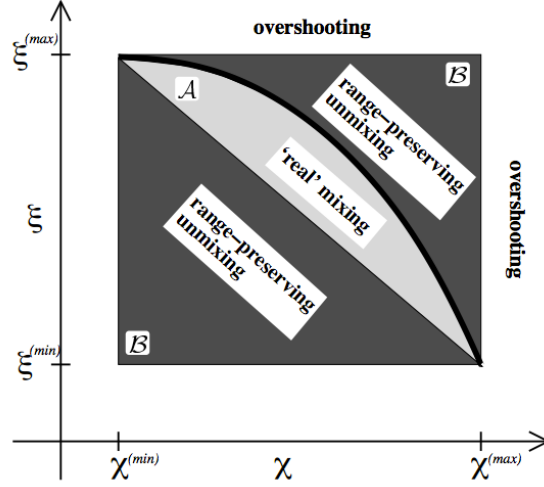 overshooting
ξ(max)
B
A
range–preserving
unmixing
'real' mixing
ξ
overshooting
range–preserving
unmixing
B
ξ(min)
χ(min)
χ
χ(max)